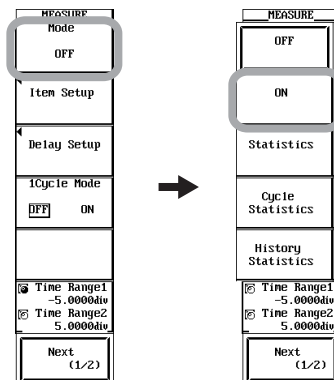 MEASURE
Mode
OFF
Item Setup
Delay Setup
1Cycle Mode
OFF ON
Time Range1
-5.0000div
Time Range2
5.0000div
Next
(1/2)
MEASURE
OFF
ON
Statistics
Cycle
Statistics
History
Statistics
Time Range1
-5.0000div
Time Range2
5.0000div
Next
(1/2)